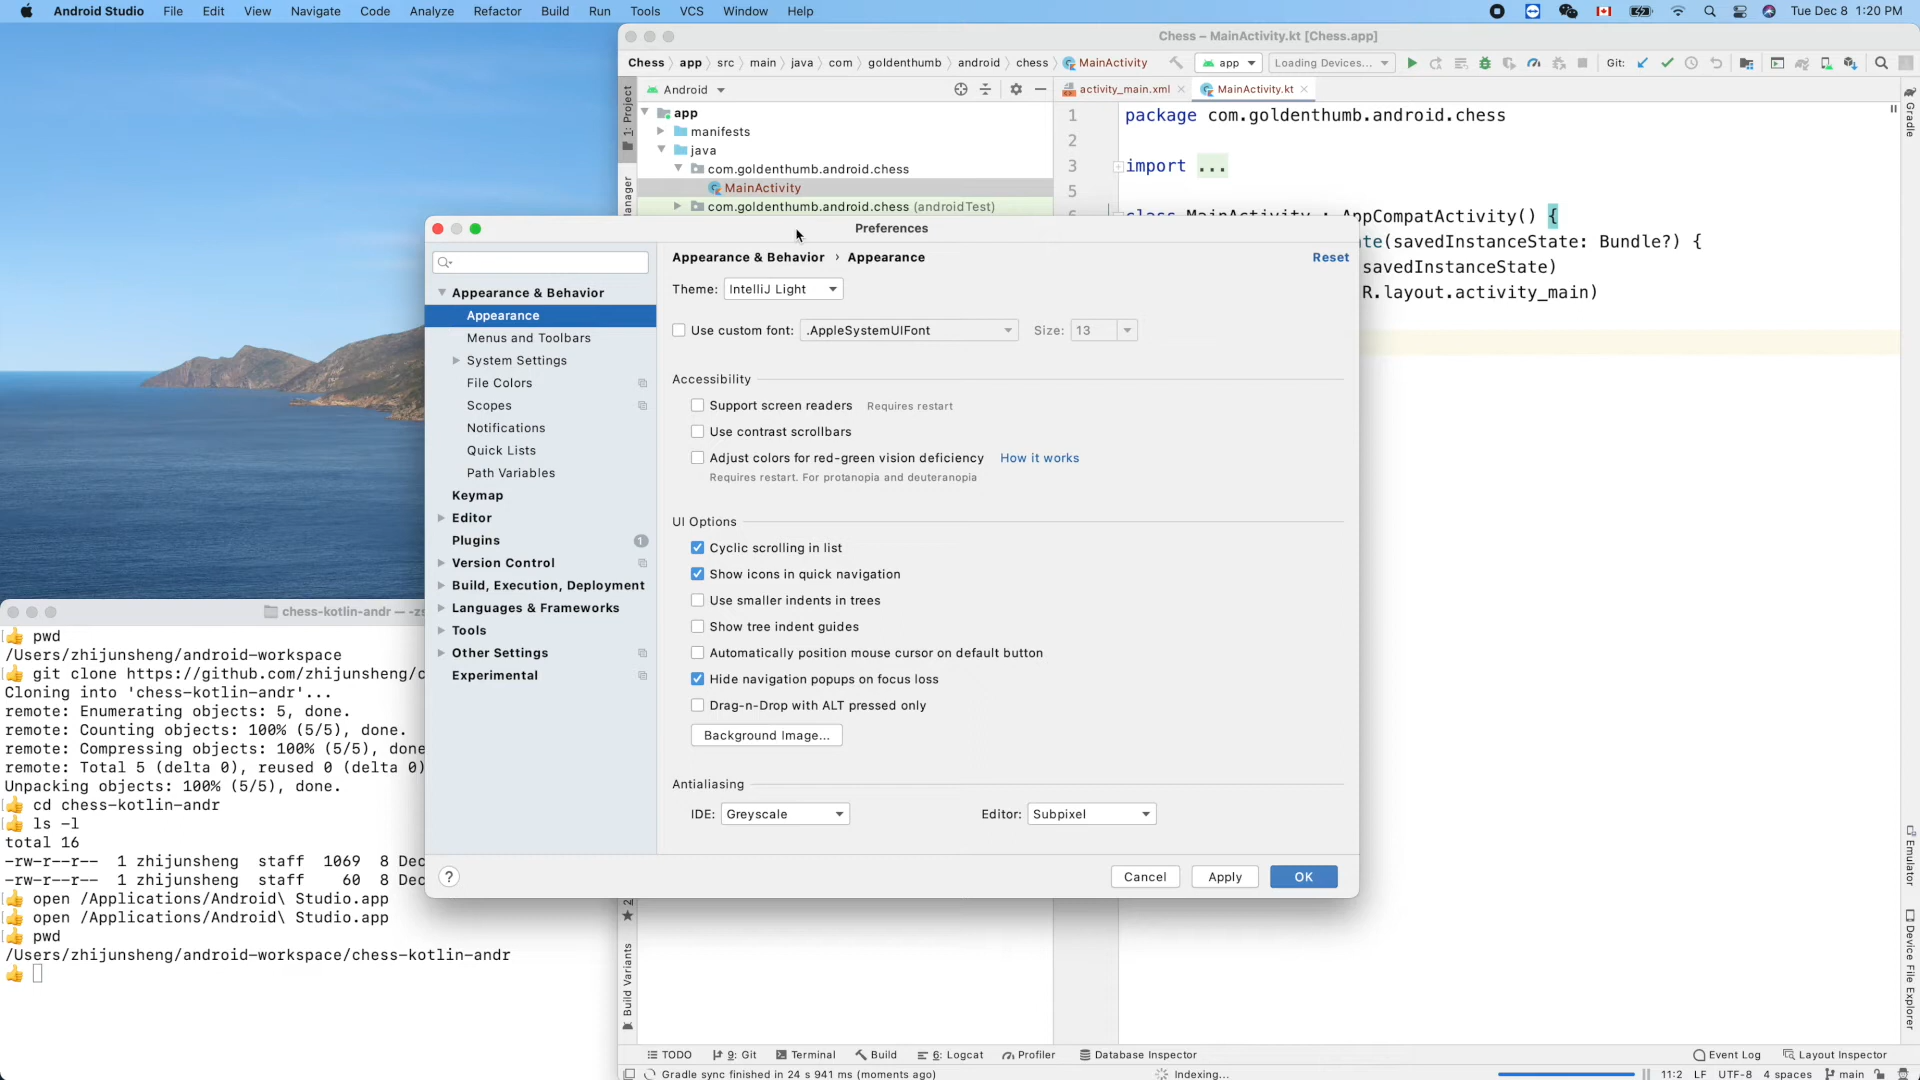 Android Studio File Edit View Navigate Code Analyze Refactor Build Run Tools VCS Window Help Tue Dec 8 1:20 PM
Chess – MainActivity.kt [Chess.app]
Chess app src main java com goldenthumb android chess MainActivity app Loading Devices... Git:
1: Project
Android
activity_main.xml MainActivity.kt
Gradle
app
manifests
java
com.goldenthumb.android.chess
MainActivity
com.goldenthumb.android.chess (androidTest)
1 package com.goldenthumb.android.chess
2
3 import ...
5
class MainActivity : AppCompatActivity() {
te(savedInstanceState: Bundle?) {
savedInstanceState)
R.layout.activity_main)
Preferences
Appearance & Behavior
Appearance
Menus and Toolbars
System Settings
File Colors
Scopes
Notifications
Quick Lists
Path Variables
Keymap
Editor
Plugins 1
Version Control
Build, Execution, Deployment
Languages & Frameworks
Tools
Other Settings
Experimental
Appearance & Behavior › Appearance Reset
Theme: IntelliJ Light
Use custom font: .AppleSystemUIFont Size: 13
Accessibility
Support screen readers Requires restart
Use contrast scrollbars
Adjust colors for red-green vision deficiency How it works
Requires restart. For protanopia and deuteranopia
UI Options
Cyclic scrolling in list
Show icons in quick navigation
Use smaller indents in trees
Show tree indent guides
Automatically position mouse cursor on default button
Hide navigation popups on focus loss
Drag-n-Drop with ALT pressed only
Background Image...
Antialiasing
IDE: Greyscale Editor: Subpixel
? Cancel Apply OK
chess-kotlin-andr — -zs
pwd
/Users/zhijunsheng/android-workspace
git clone https://github.com/zhijunsheng/c
Cloning into 'chess-kotlin-andr'...
remote: Enumerating objects: 5, done.
remote: Counting objects: 100% (5/5), done.
remote: Compressing objects: 100% (5/5), done
remote: Total 5 (delta 0), reused 0 (delta 0)
Unpacking objects: 100% (5/5), done.
cd chess-kotlin-andr
ls -l
total 16
-rw-r--r-- 1 zhijunsheng staff 1069 8 Dec
-rw-r--r-- 1 zhijunsheng staff 60 8 Dec
open /Applications/Android\ Studio.app
open /Applications/Android\ Studio.app
pwd
/Users/zhijunsheng/android-workspace/chess-kotlin-andr
Build Variants
Emulator
Device File Explorer
TODO 9: Git Terminal Build 6: Logcat Profiler Database Inspector Event Log Layout Inspector
Gradle sync finished in 24 s 941 ms (moments ago) Indexing... 11:2 LF UTF-8 4 spaces main